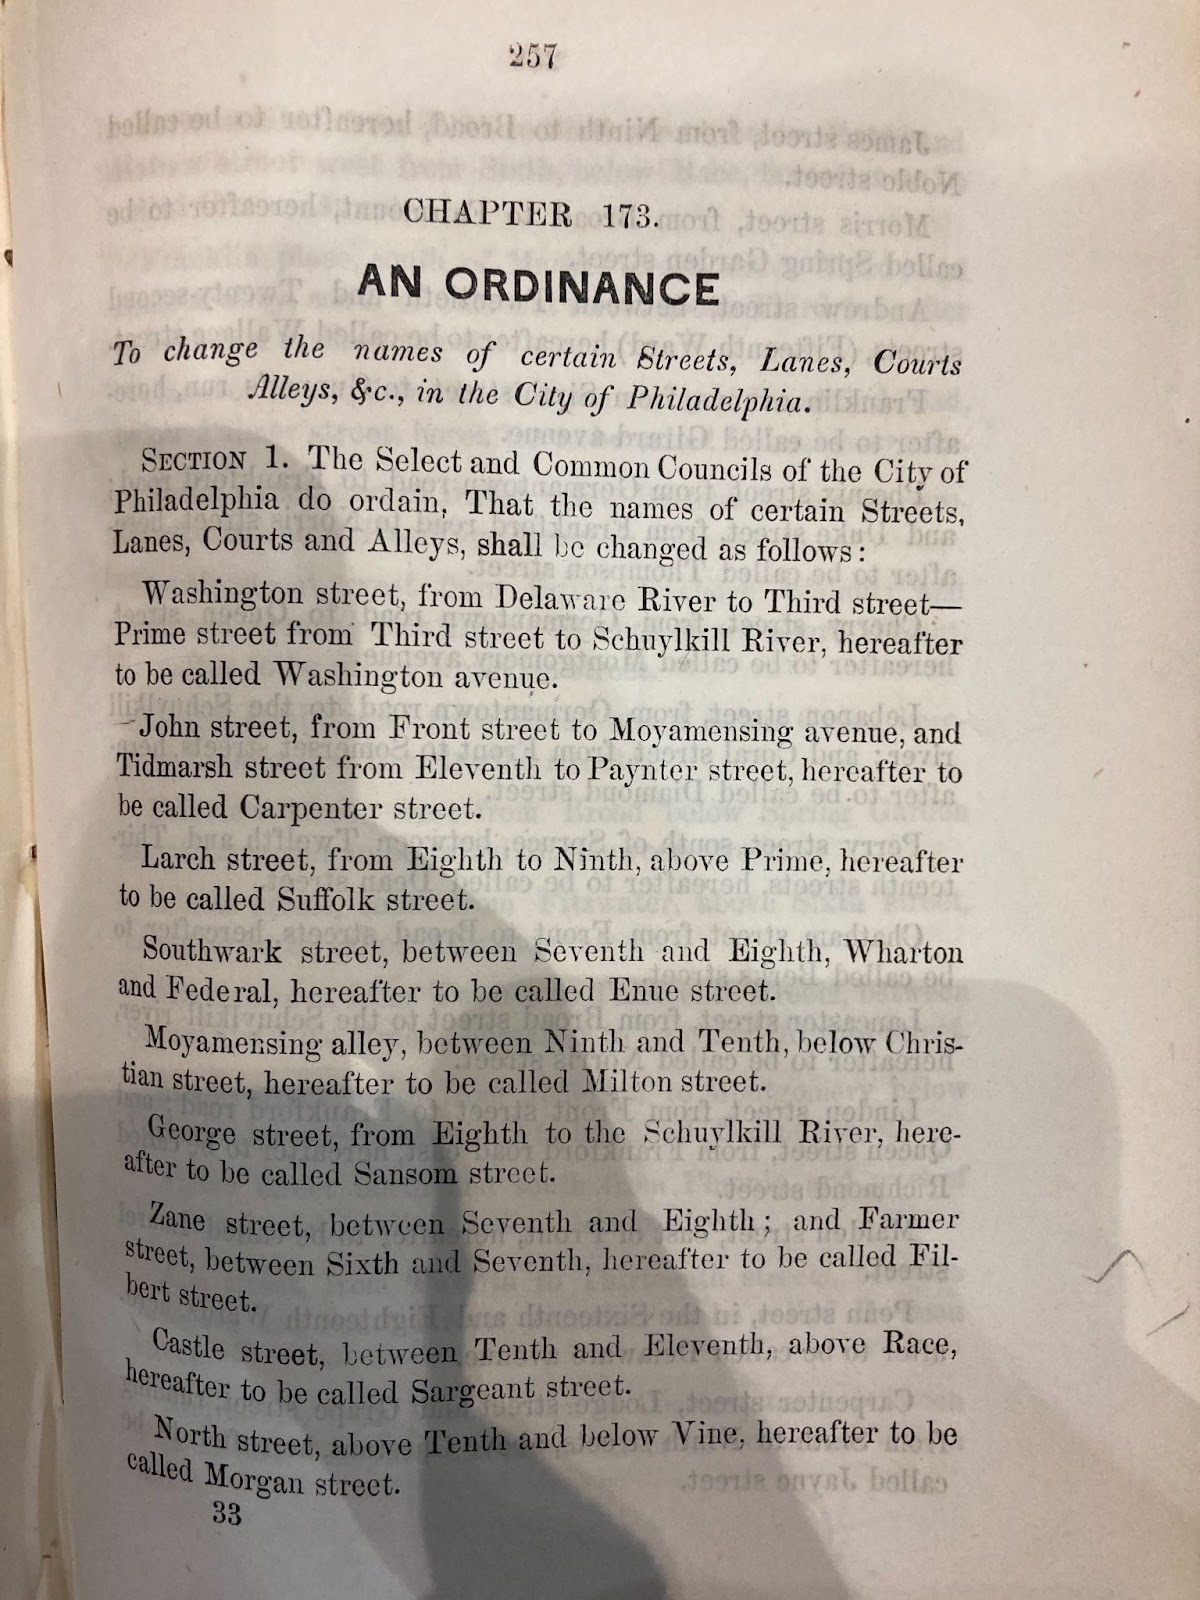 257
CHAPTER 173.
AN ORDINANCE
To change the names of certain Streets, Lanes, Courts
Alleys, &c., in the City of Philadelphia.
SECTION 1. The Select and Common Councils of the City of
Philadelphia do ordain, That the names of certain Streets,
Lanes, Courts and Alleys, shall be changed as follows:
Washington street, from Delaware River to Third street—
Prime street from Third street to Schuylkill River, hereafter
to be called Washington avenue.
John street, from Front street to Moyamensing avenue, and
Tidmarsh street from Eleventh to Paynter street, hereafter to
be called Carpenter street.
Larch street, from Eighth to Ninth, above Prime, hereafter
to be called Suffolk street.
Southwark street, between Seventh and Eighth, Wharton
and Federal, hereafter to be called Enue street.
Moyamensing alley, between Ninth and Tenth, below Chris-
tian street, hereafter to be called Milton street.
George street, from Eighth to the Schuylkill River, here-
after to be called Sansom street.
Zane street, between Seventh and Eighth; and Farmer
street, between Sixth and Seventh, hereafter to be called Fil-
bert street.
Castle street, between Tenth and Eleventh, above Race,
hereafter to be called Sargeant street.
North street, above Tenth and below Vine, hereafter to be
called Morgan street.
33